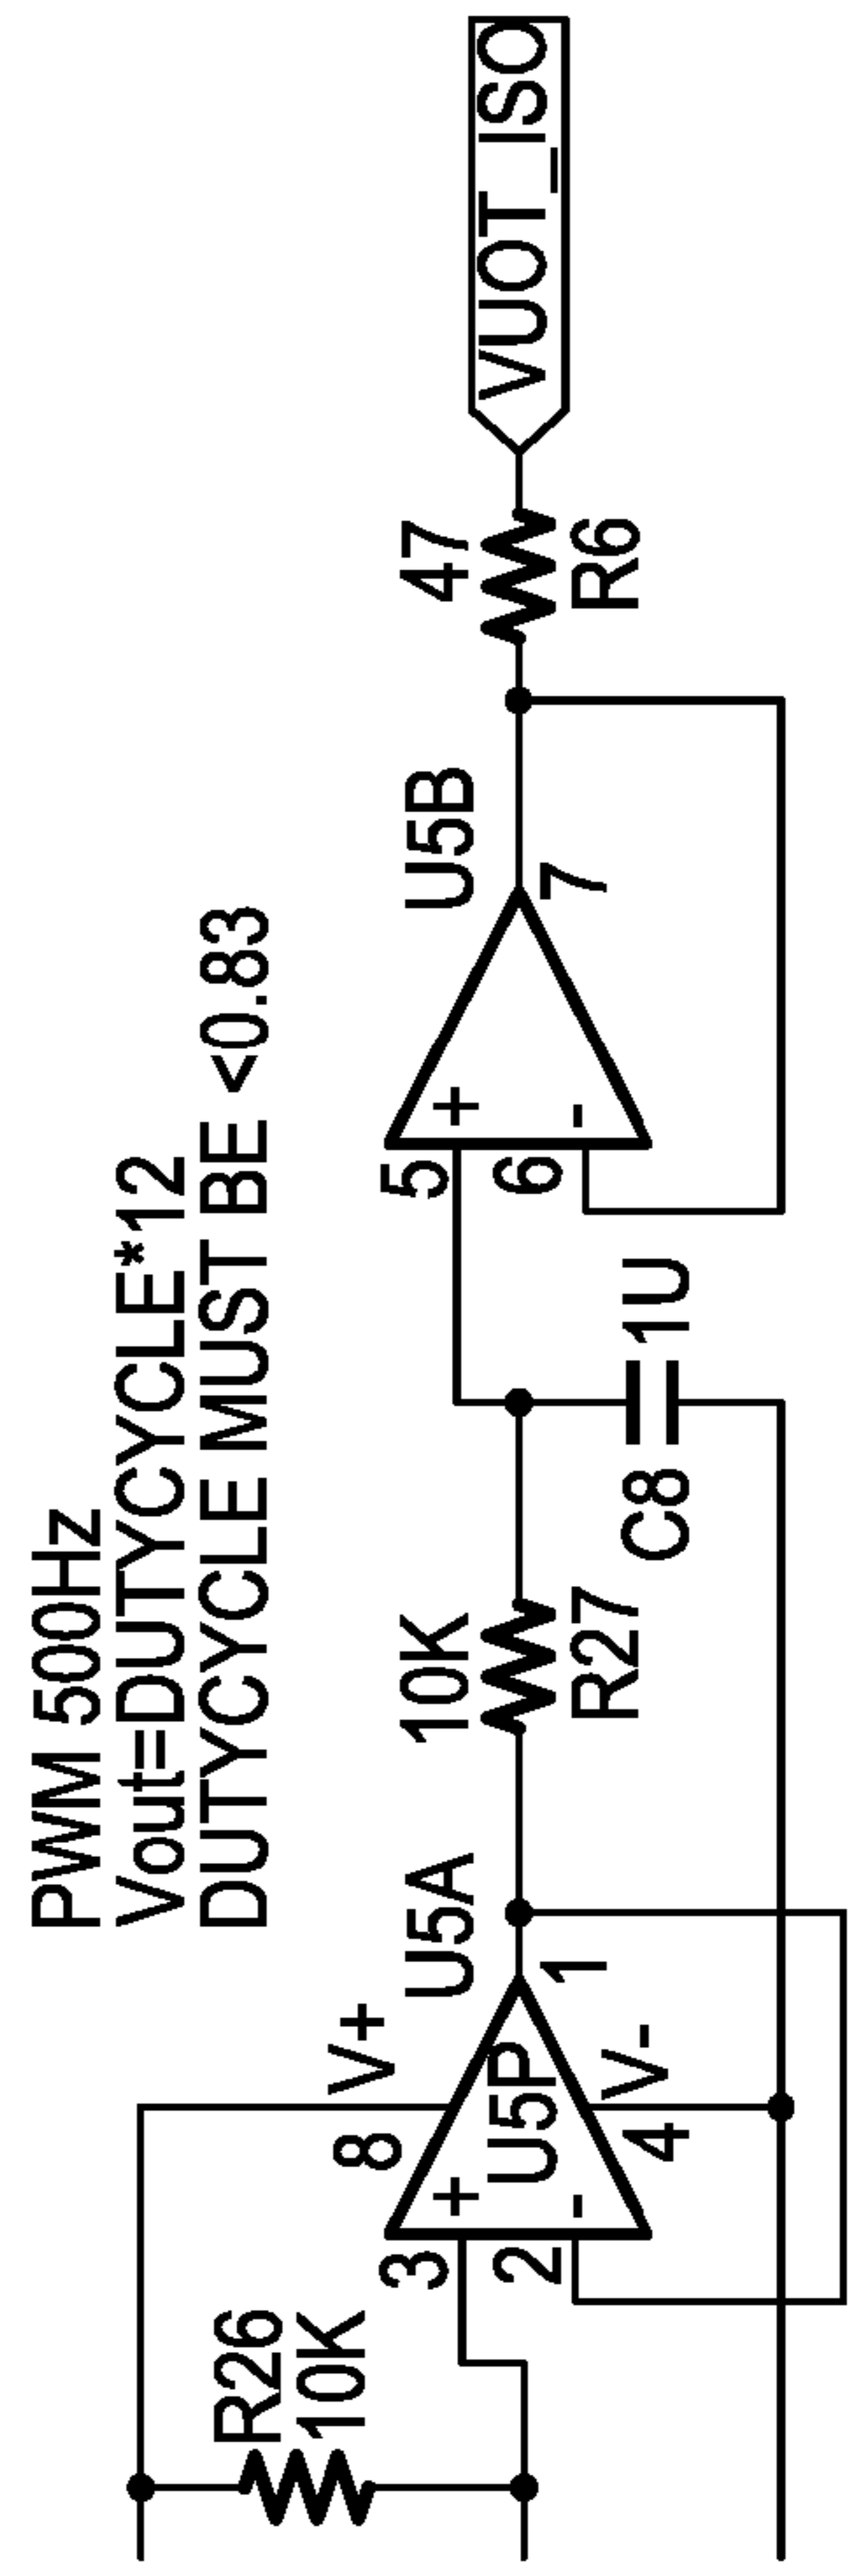 PWM 500Hz
Vout=DUTYCYCLE*12
DUTYCYCLE MUST BE <0.83
R26
10K
3
+
2
-
8
V+
U5P
4
V-
U5A
1
10K
R27
C8
1U
5
+
6
-
U5B
7
47
R6
VUOT_ISO